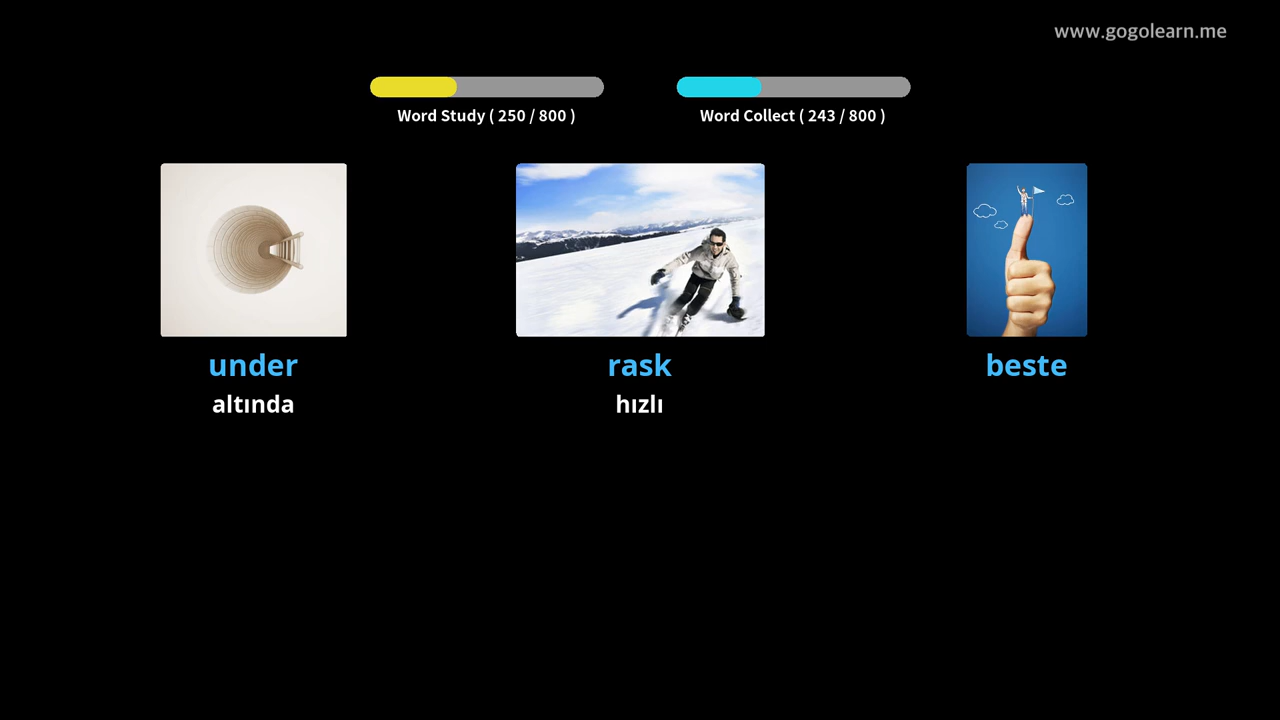 www.gogolearn.me
Word Study ( 250 / 800 )
Word Collect ( 243 / 800 )
under
rask
beste
altında
hızlı